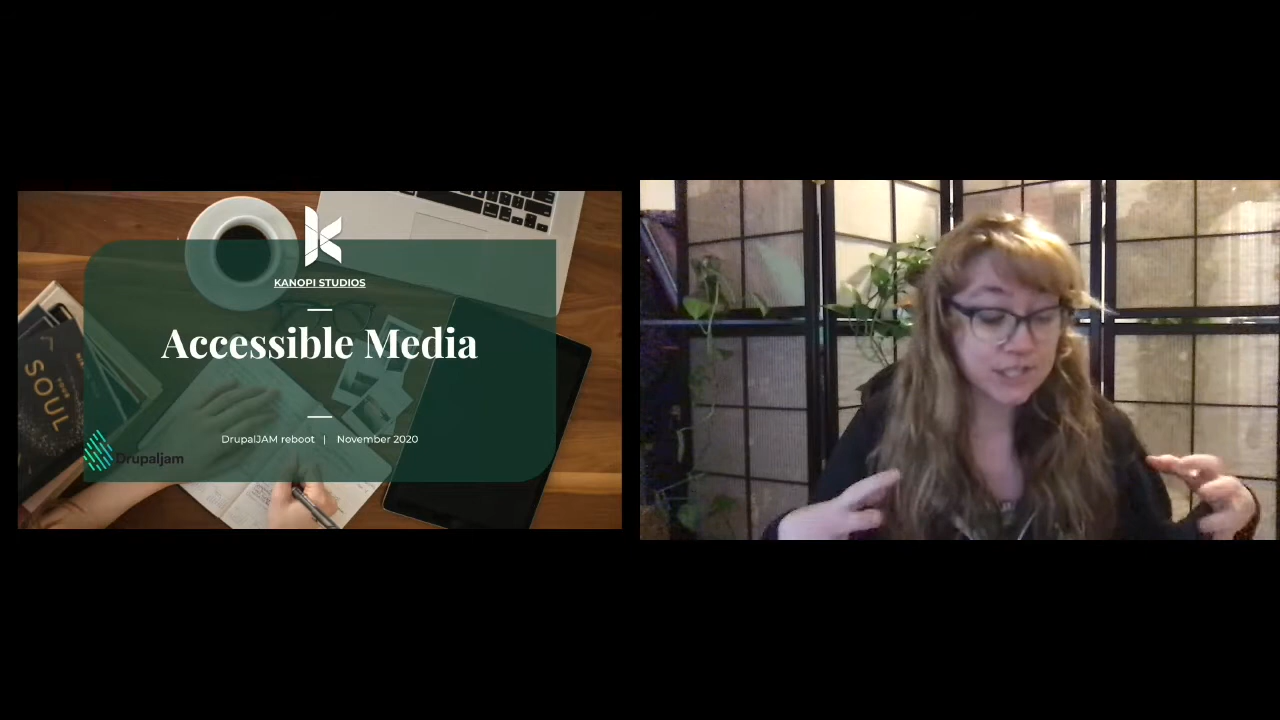 KANOPI STUDIOS
Accessible Media
DrupalJAM reboot | November 2020
Drupaljam
SOUL